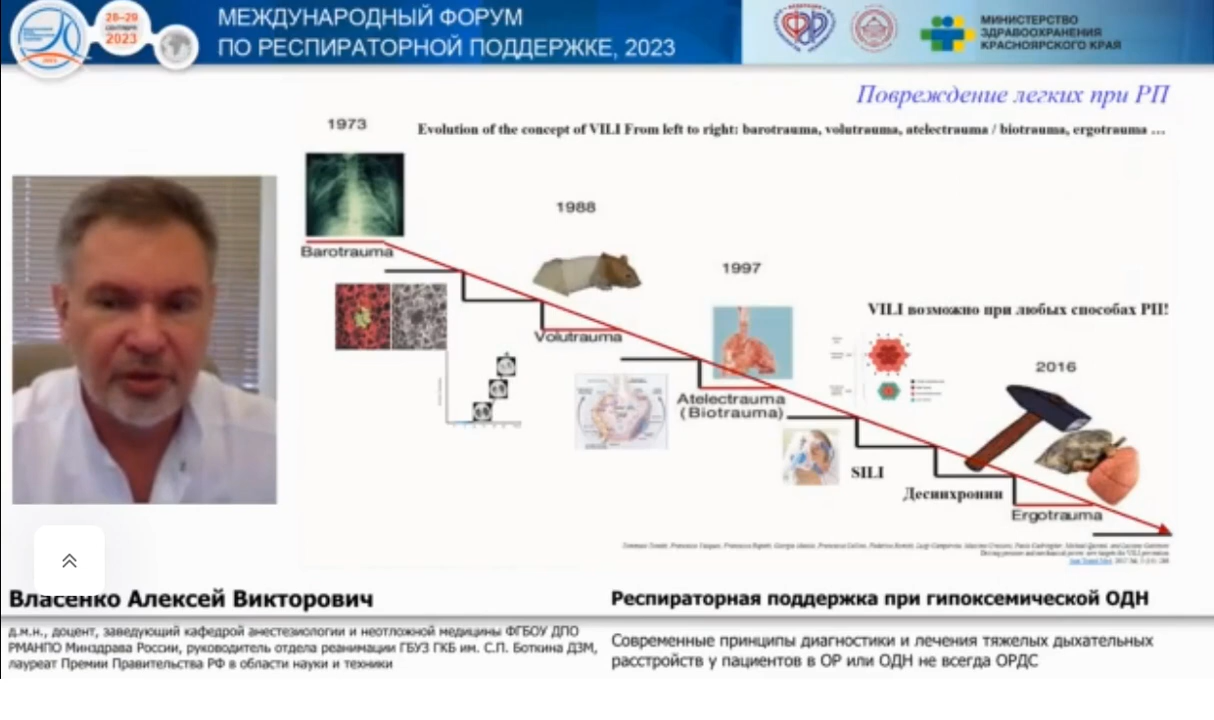 28-29
СЕНТЯБРЯ
2023
МЕЖДУНАРОДНЫЙ ФОРУМ
ПО РЕСПИРАТОРНОЙ ПОДДЕРЖКЕ, 2023
МИНИСТЕРСТВО
ЗДРАВООХРАНЕНИЯ
КРАСНОЯРСКОГО КРАЯ
Повреждение легких при РП
1973
Evolution of the concept of VILI From left to right: barotrauma, volutrauma, atelectrauma / biotrauma, ergotrauma ...
1988
Barotrauma
1997
VILI возможно при любых способах РП!
Volutrauma
2016
Atelectrauma
(Biotrauma)
SILI
Десинхронии
Ergotrauma
Власенко Алексей Викторович
д.м.н., доцент, заведующий кафедрой анестезиологии и неотложной медицины ФГБОУ ДПО
РМАНПО Минздрава России, руководитель отдела реанимации ГБУЗ ГКБ им. С.П. Боткина ДЗМ,
лауреат Премии Правительства РФ в области науки и техники
Респираторная поддержка при гипоксемической ОДН
Современные принципы диагностики и лечения тяжелых дыхательных
расстройств у пациентов в ОР или ОДН не всегда ОРДС